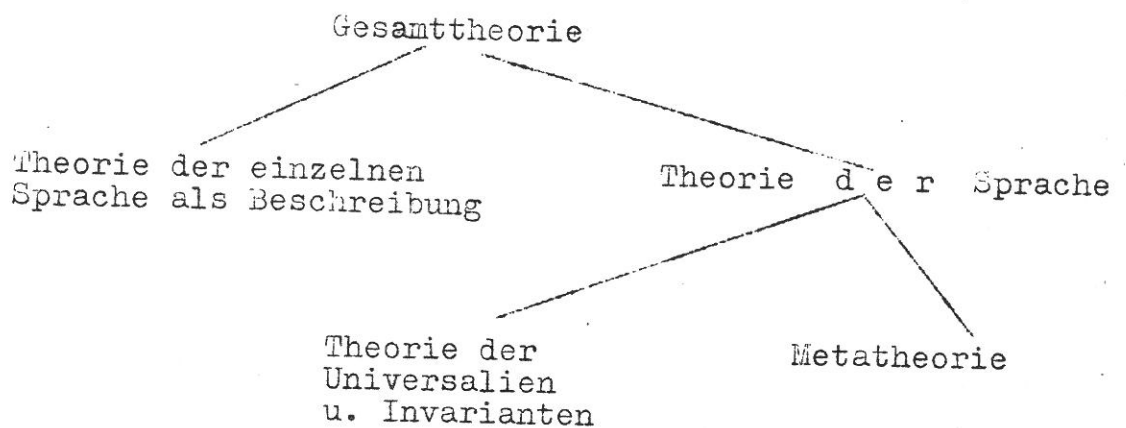 Gesamttheorie
Theorie der einzelnen
Sprache als Beschreibung
Theorie d e r Sprache
Theorie der
Universalien
u. Invarianten
Metatheorie